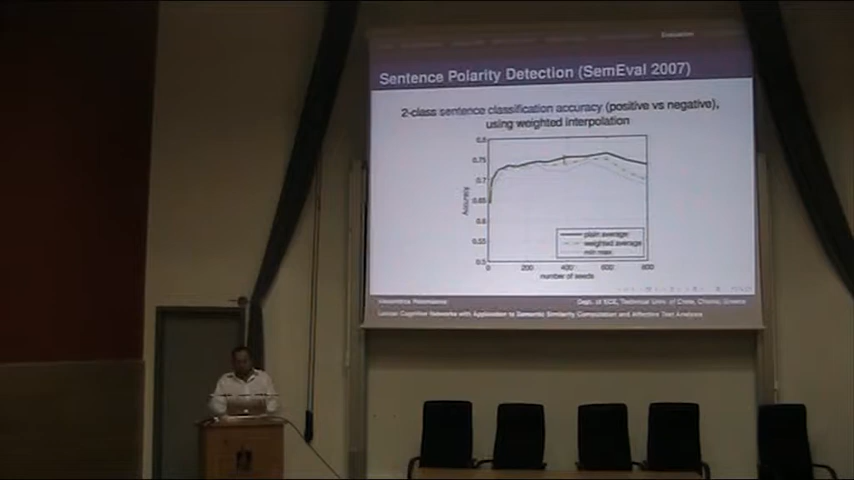 Evaluation
Sentence Polarity Detection (SemEval 2007)
2-class sentence classification accuracy (positive vs negative),
using weighted interpolation
0.8
0.75
0.7
0.65
0.6
0.55
0.5
Accuracy
plain average
weighted average
min max
0 200 400 600 800
number of seeds
Dept. of ECE, Technical Univ. of Crete, Chania, Greece
Lexical Cognitive Networks with Application to Semantic Similarity Computation and Affective Text Analysis